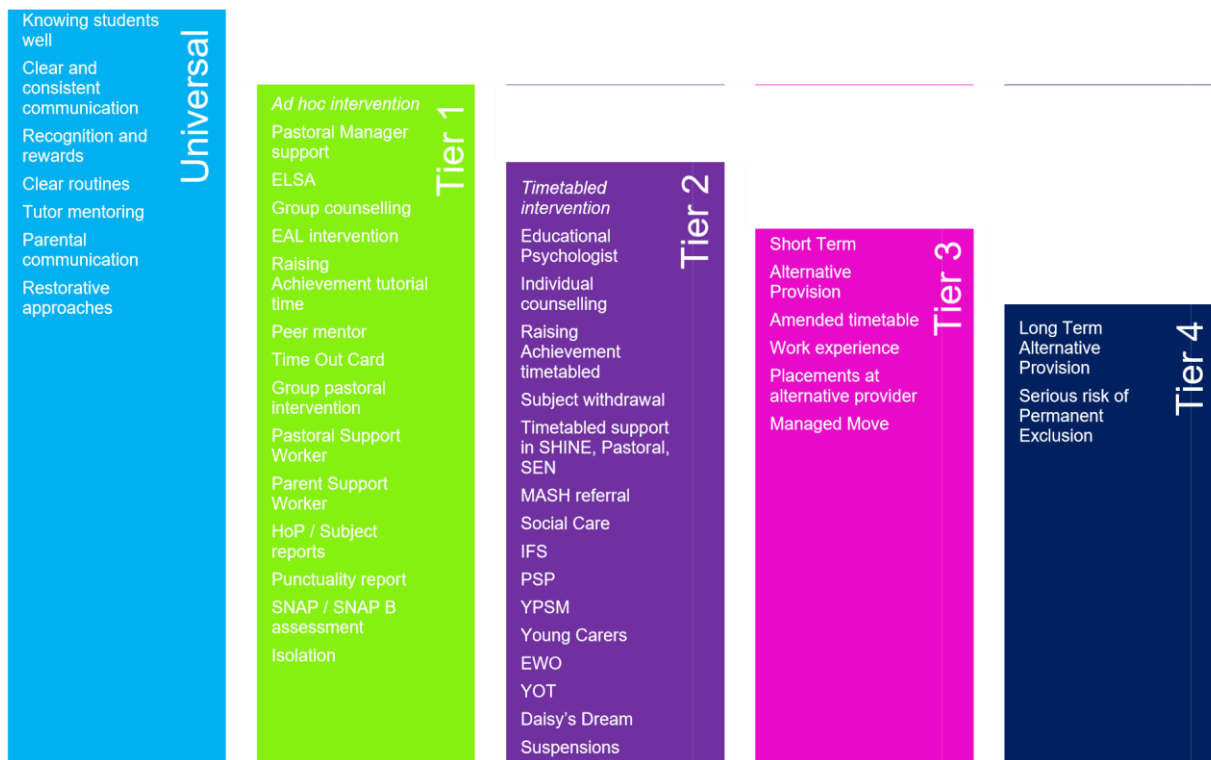 Universal
Knowing students
well
Clear and
consistent
communication
Recognition and
rewards
Clear routines
Tutor mentoring
Parental
communication
Restorative
approaches
Tier 1
Ad hoc intervention
Pastoral Manager
support
ELSA
Group counselling
EAL intervention
Raising
Achievement tutorial
time
Peer mentor
Time Out Card
Group pastoral
intervention
Pastoral Support
Worker
Parent Support
Worker
HoP / Subject
reports
Punctuality report
SNAP / SNAP B
assessment
Isolation
Tier 2
Timetabled
intervention
Educational
Psychologist
Individual
counselling
Raising
Achievement
timetabled
Subject withdrawal
Timetabled support
in SHINE, Pastoral,
SEN
MASH referral
Social Care
IFS
PSP
YPSM
Young Carers
EWO
YOT
Daisy’s Dream
Suspensions
Tier 3
Short Term
Alternative
Provision
Amended timetable
Work experience
Placements at
alternative provider
Managed Move
Tier 4
Long Term
Alternative
Provision
Serious risk of
Permanent
Exclusion